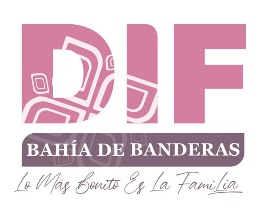 DIF
BAHÍA DE BANDERAS
Lo Más Bonito Es La FamiLia